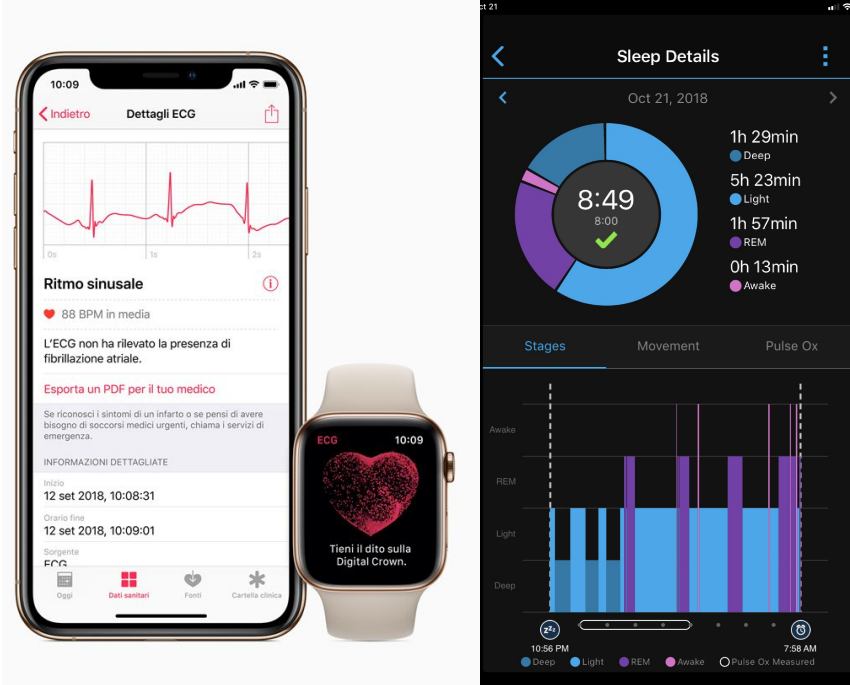 10:09
Indietro
Dettagli ECG
0s
1s
2s
Ritmo sinusale
88 BPM in media
L'ECG non ha rilevato la presenza di
fibrillazione atriale.
Esporta un PDF per il tuo medico
Se riconosci i sintomi di un infarto o se pensi di avere
bisogno di soccorsi medici urgenti, chiama i servizi di
emergenza.
INFORMAZIONI DETTAGLIATE
Inizio
12 set 2018, 10:08:31
Orario fine
12 set 2018, 10:09:01
Sorgente
ECG
Oggi
Dati sanitari
Fonti
Cartella clinica
ECG
10:09
Tieni il dito sulla
Digital Crown.
ct 21
Sleep Details
Oct 21, 2018
8:49
8:00
1h 29min
Deep
5h 23min
Light
1h 57min
REM
0h 13min
Awake
Stages
Movement
Pulse Ox
Awake
REM
Light
Deep
zzz
10:56 PM
7:58 AM
Deep
Light
REM
Awake
Pulse Ox Measured